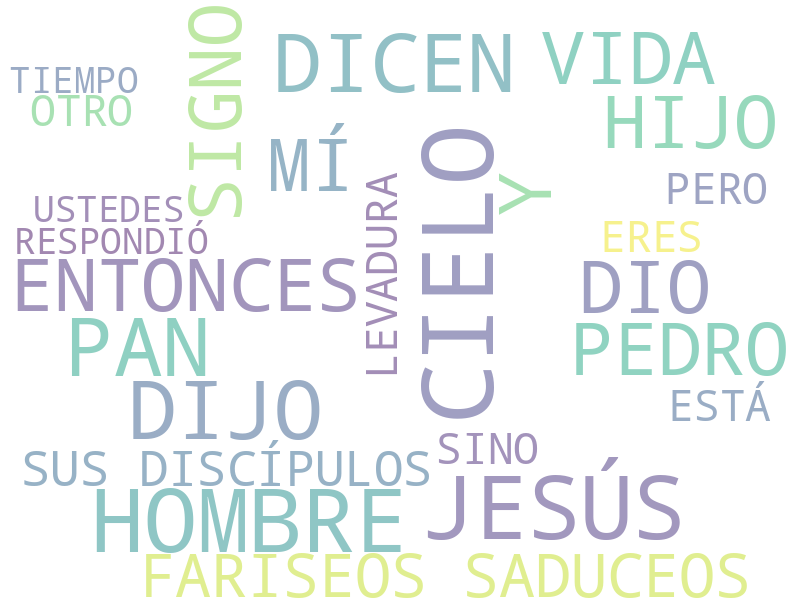 SIGNO
DICEN
VIDA
TIEMPO
OTRO
HIJO
MÍ
CIELO
Y
PERO
LEVADURA
USTEDES
RESPONDIÓ
ERES
ENTONCES
DIO
PAN
PEDRO
DIJO
ESTÁ
SINO
SUS DISCÍPULOS
HOMBRE
JESÚS
FARISEOS SADUCEOS